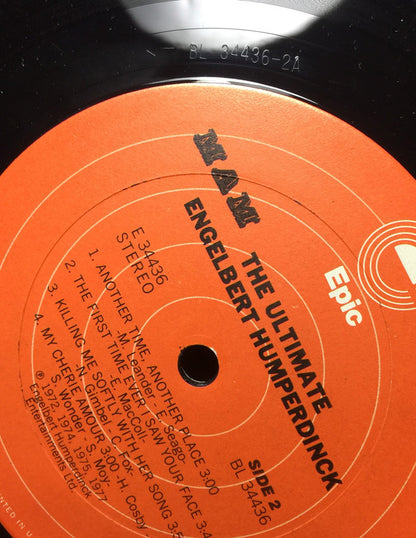 BL 34436-2A
MAM
THE ULTIMATE
ENGELBERT HUMPERDINCK
Epic
E 34436
STEREO
SIDE 2
BL 34436
1. ANOTHER TIME, ANOTHER PLACE 3:00
-M. Leander- E. Seago-
2. THE FIRST TIME EVER I SAW YOUR FACE 3:4
-E. MacColl-
3. KILLING ME SOFTLY WITH HER SONG 3:5
-N. Gimbel- C. Fox-
4. MY CHERIE AMOUR 3:00 -H. Cosby-
S. Wonder- S. Moy-
℗ 1972, 1974, 1975, 1977
Engelbert Humperdinck
Entertainments Ltd.
NTED IN U